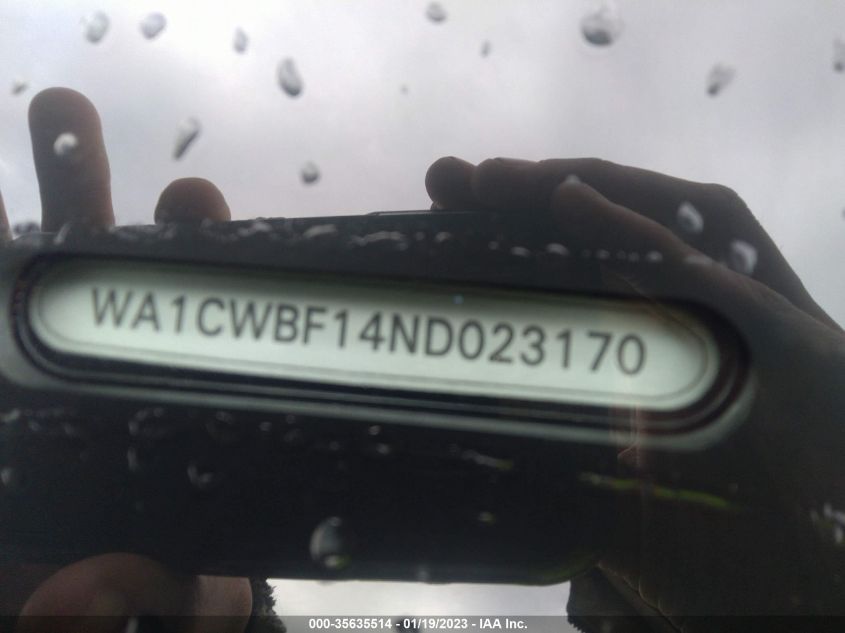 WA1CWBF14ND023170
000-35635514 - 01/19/2023 - IAA Inc.